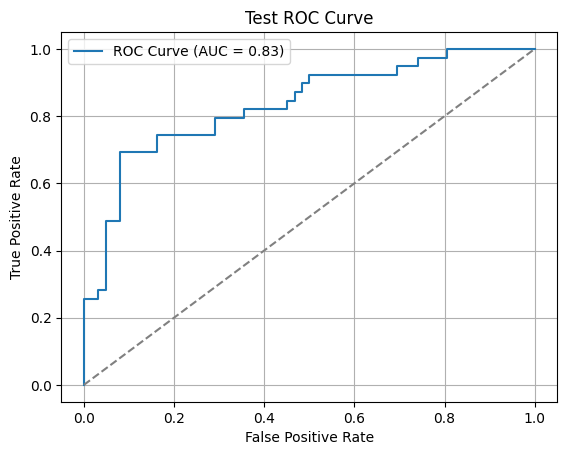 Test ROC Curve
ROC Curve (AUC = 0.83)
1.0
0.8
0.6
0.4
0.2
0.0
True Positive Rate
0.0 0.2 0.4 0.6 0.8 1.0
False Positive Rate